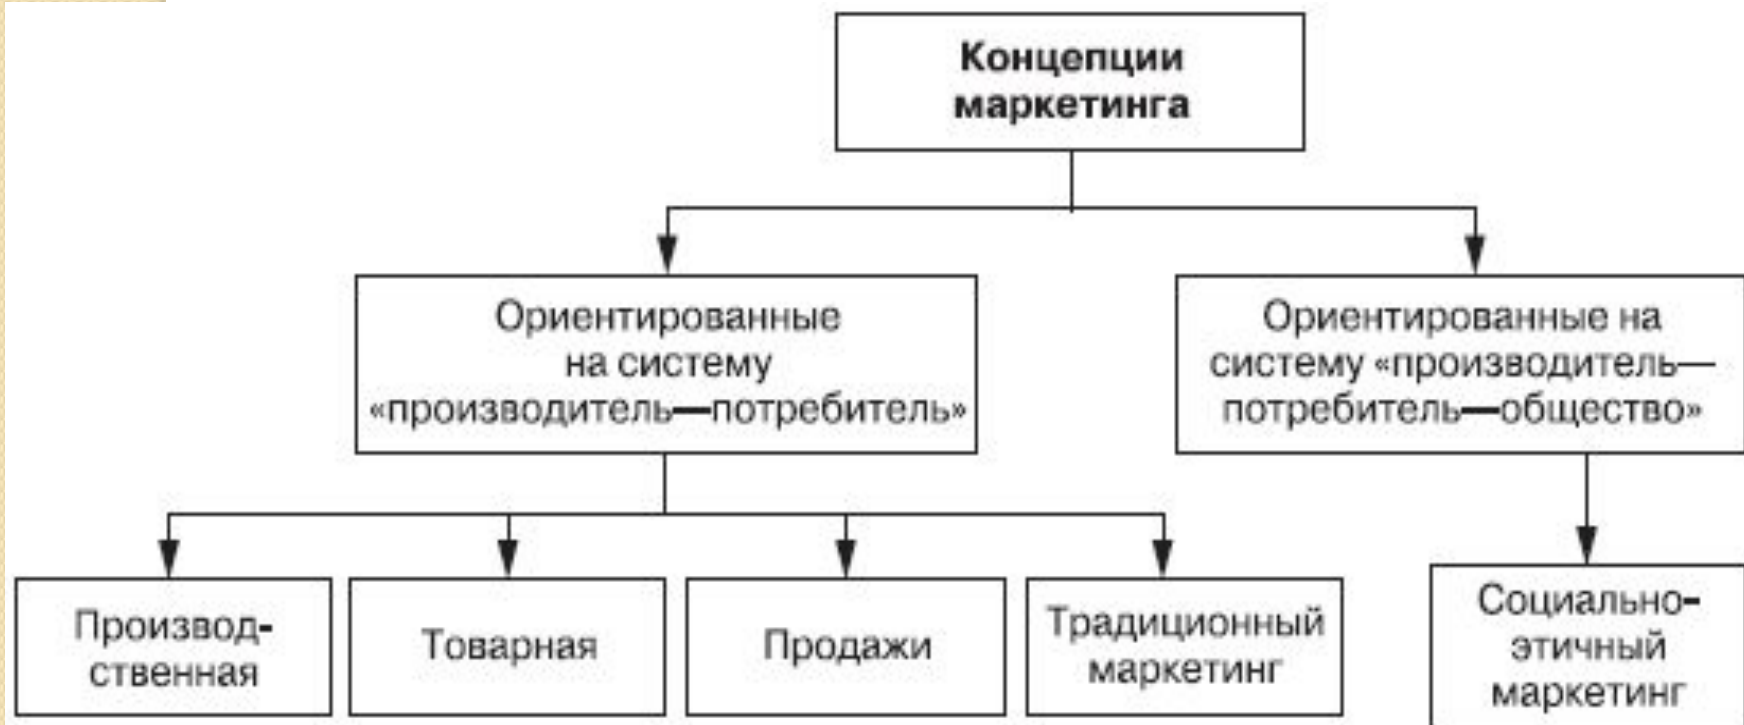 Концепции
маркетинга
Ориентированные
на систему
«производитель—потребитель»
Ориентированные на
систему «производитель—
потребитель—общество»
Производ-
ственная
Товарная
Продажи
Традиционный
маркетинг
Социально-
этичный
маркетинг